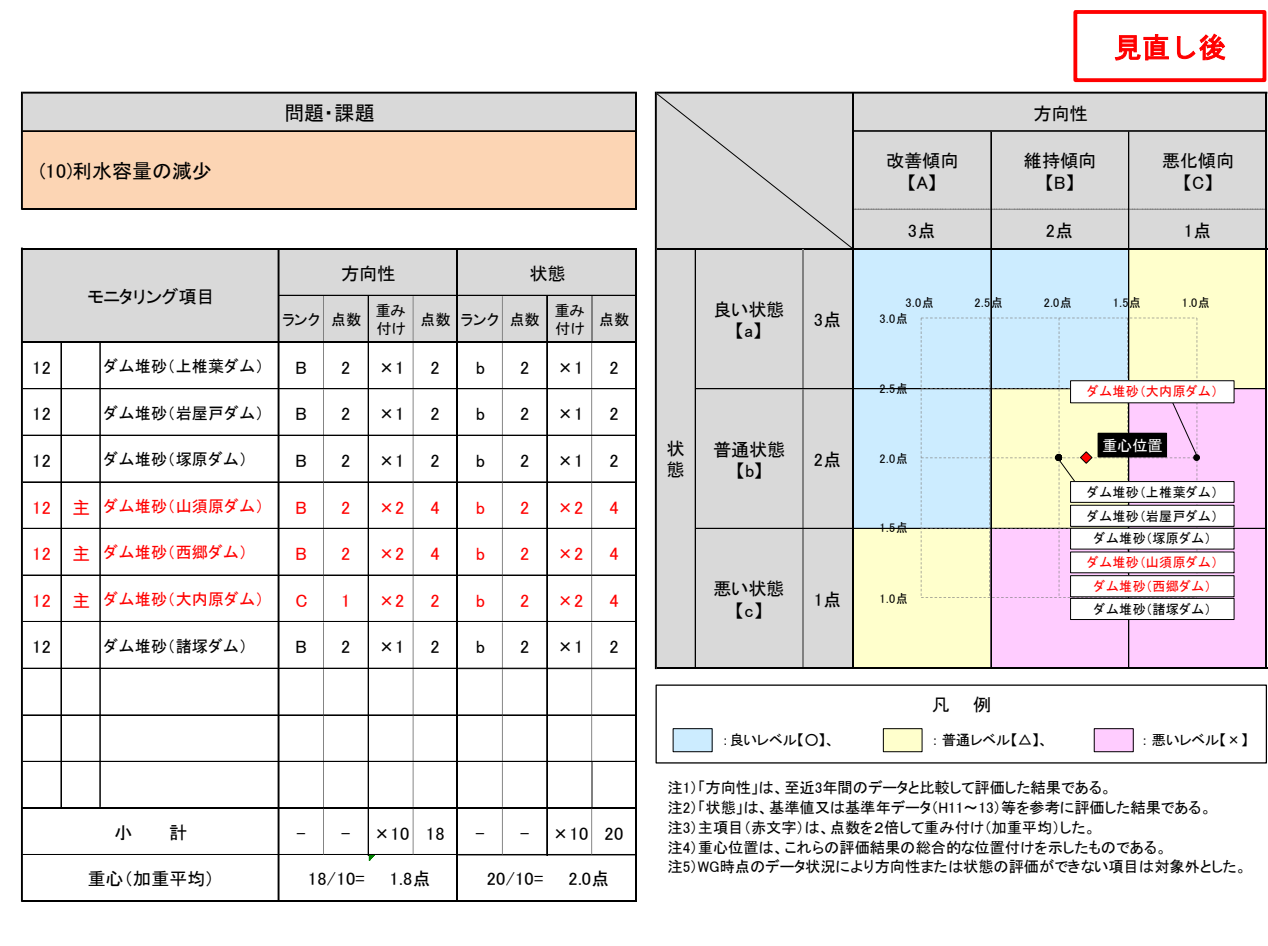 見直し後
問題・課題
(10)利水容量の減少
モニタリング項目
方向性
状態
ランク 点数 重み付け 点数 ランク 点数 重み付け 点数
12 ダム堆砂(上椎葉ダム) B 2 ×1 2 b 2 ×1 2
12 ダム堆砂(岩屋戸ダム) B 2 ×1 2 b 2 ×1 2
12 ダム堆砂(塚原ダム) B 2 ×1 2 b 2 ×1 2
12 主 ダム堆砂(山須原ダム) B 2 ×2 4 b 2 ×2 4
12 主 ダム堆砂(西郷ダム) B 2 ×2 4 b 2 ×2 4
12 主 ダム堆砂(大内原ダム) C 1 ×2 2 b 2 ×2 4
12 ダム堆砂(諸塚ダム) B 2 ×1 2 b 2 ×1 2
小 計 － － ×10 18 － － ×10 20
重心(加重平均) 18/10= 1.8点 20/10= 2.0点
方向性
改善傾向
【A】
維持傾向
【B】
悪化傾向
【C】
3点 2点 1点
状態
良い状態
【a】
3点
普通状態
【b】
2点
悪い状態
【c】
1点
3.0点 2.5点 2.0点 1.5点 1.0点
3.0点
2.5点
2.0点
1.5点
1.0点
ダム堆砂(大内原ダム)
重心位置
ダム堆砂(上椎葉ダム)
ダム堆砂(岩屋戸ダム)
ダム堆砂(塚原ダム)
ダム堆砂(山須原ダム)
ダム堆砂(西郷ダム)
ダム堆砂(諸塚ダム)
凡 例
:良いレベル【○】、 :普通レベル【△】、 :悪いレベル【×】
注1)「方向性」は、至近3年間のデータと比較して評価した結果である。
注2)「状態」は、基準値又は基準年データ(H11～13)等を参考に評価した結果である。
注3)主項目(赤文字)は、点数を２倍して重み付け(加重平均)した。
注4)重心位置は、これらの評価結果の総合的な位置付けを示したものである。
注5)WG時点のデータ状況により方向性または状態の評価ができない項目は対象外とした。